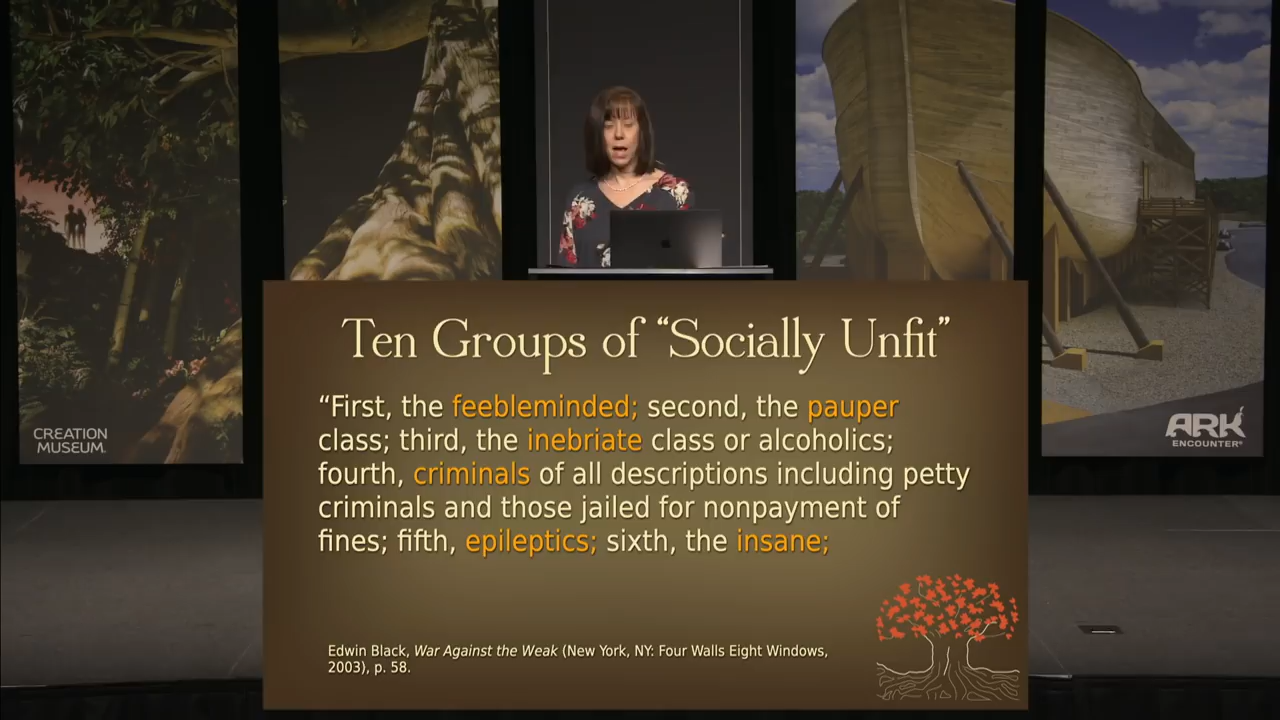 CREATION
MUSEUM
ARK
ENCOUNTER
Ten Groups of “Socially Unfit”
“First, the feebleminded; second, the pauper
class; third, the inebriate class or alcoholics;
fourth, criminals of all descriptions including petty
criminals and those jailed for nonpayment of
fines; fifth, epileptics; sixth, the insane;
Edwin Black, War Against the Weak (New York, NY: Four Walls Eight Windows,
2003), p. 58.